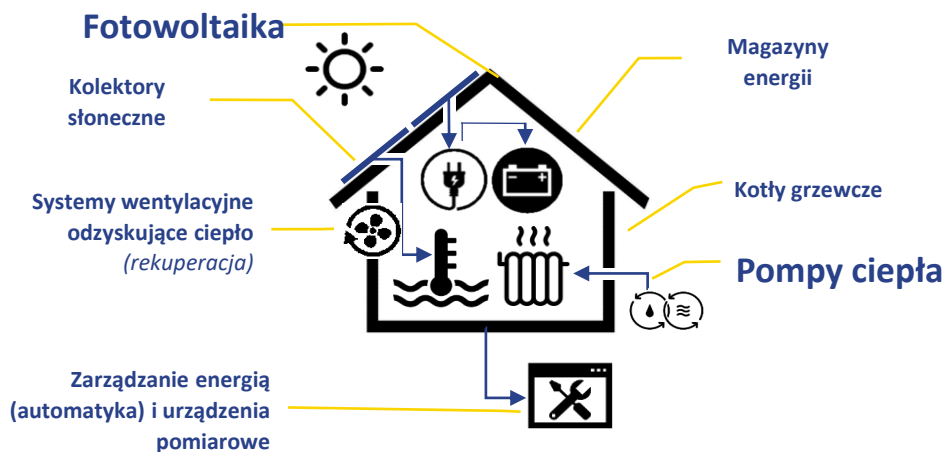 Fotowoltaika
Magazyny
energii
Kolektory
słoneczne
Systemy wentylacyjne
odzyskujące ciepło
(rekuperacja)
Kotły grzewcze
Pompy ciepła
Zarządzanie energią
(automatyka) i urządzenia
pomiarowe